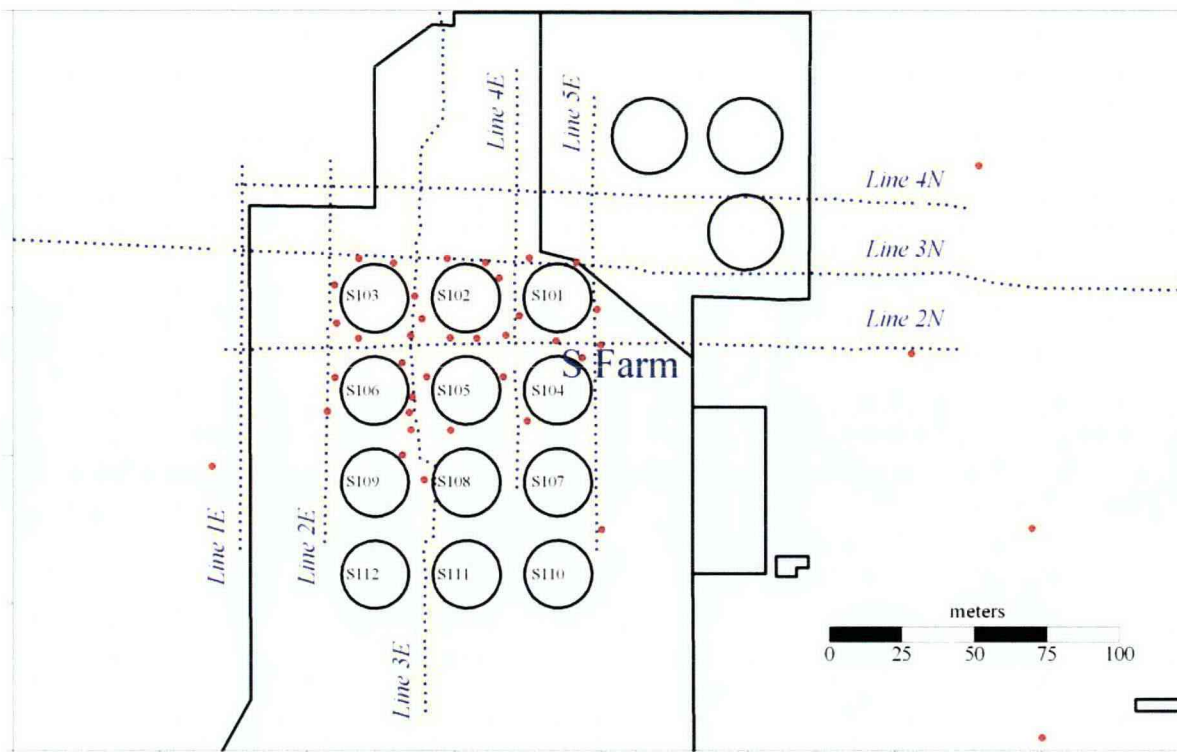 Line 4E
Line 5E
Line 4N
Line 3N
Line 2N
S103
S102
S101
S Farm
S106
S105
S104
S109
S108
S107
Line 1E
Line 2E
S112
S111
S110
Line 3E
meters
0 25 50 75 100